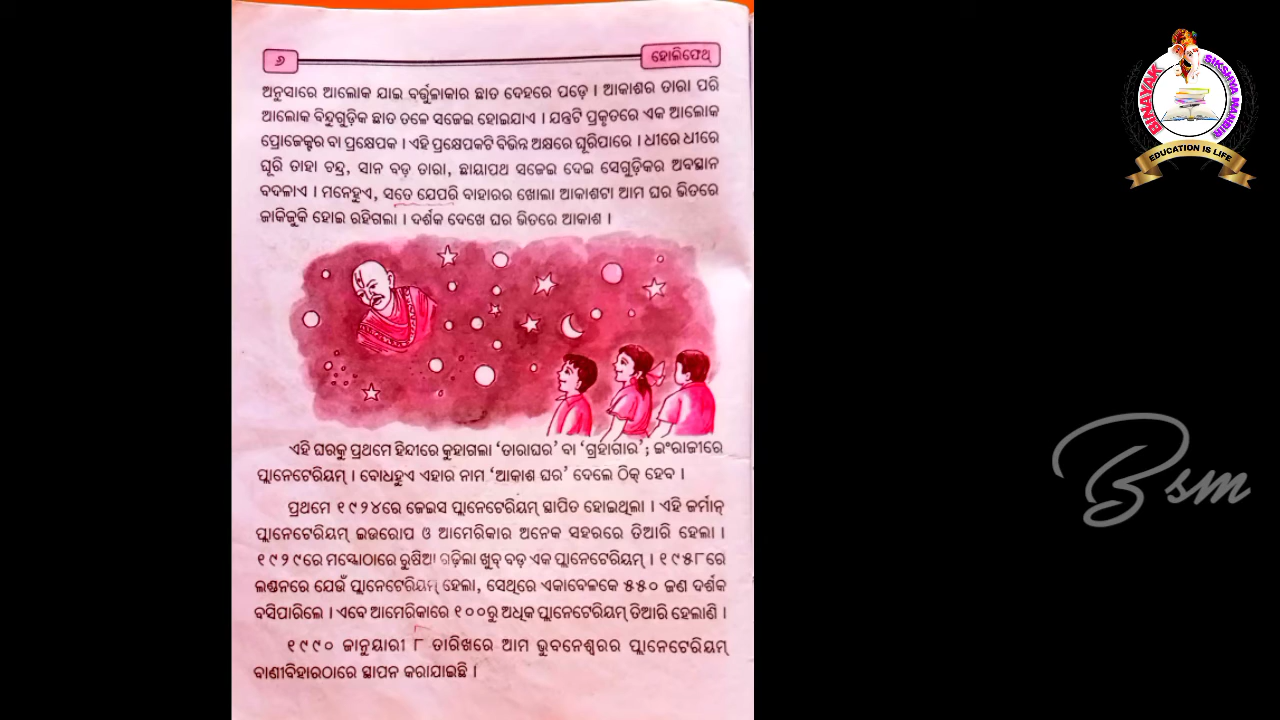 ୬
ହୋଲିଫେଥ୍
ଅନୁସାରେ ଆଲୋକ ଯାଇ ବର୍ତ୍ତୁଳାକାର ଛାତ ଦେହରେ ପଡ଼େ । ଆକାଶର ତାରା ପରି
ଆଲୋକ ବିନ୍ଦୁଗୁଡ଼ିକ ଛାତ ତଳେ ସଜେଇ ହୋଇଯାଏ । ଯନ୍ତ୍ରଟି ପ୍ରକୃତରେ ଏକ ଆଲୋକ
ପ୍ରୋଜେକ୍ଟର ବା ପ୍ରକ୍ଷେପକ । ଏହି ପ୍ରକ୍ଷେପକଟି ବିଭିନ୍ନ ଅକ୍ଷରେ ଘୂରିପାରେ । ଧୀରେ ଧୀରେ
ଘୂରି ତାହା ଚନ୍ଦ୍ର, ସାନ ବଡ଼ ତାରା, ଛାୟାପଥ ସଜେଇ ଦେଇ ସେଗୁଡ଼ିକର ଅବସ୍ଥାନ
ବଦଳାଏ । ମନେହୁଏ, ସତେ ଯେପରି ବାହାରର ଖୋଲା ଆକାଶଟା ଆମ ଘର ଭିତରେ
ଜାକିଜୁକି ହୋଇ ରହିଗଲା । ଦର୍ଶକ ଦେଖେ ଘର ଭିତରେ ଆକାଶ ।
ଏହି ଘରକୁ ପ୍ରଥମେ ହିନ୍ଦୀରେ କୁହାଗଲା ‘ତାରାଘର’ ବା ‘ଗ୍ରହାଗାର’; ଇଂରାଜୀରେ
ପ୍ଲାନେଟେରିୟମ୍ । ବୋଧହୁଏ ଏହାର ନାମ ‘ଆକାଶ ଘର’ ଦେଲେ ଠିକ୍ ହେବ ।
ପ୍ରଥମେ ୧୯୨୪ରେ ଜେଇସ ପ୍ଲାନେଟେରିୟମ୍ ସ୍ଥାପିତ ହୋଇଥିଲା । ଏହି ଜର୍ମାନ୍
ପ୍ଲାନେଟେରିୟମ୍ ଇଉରୋପ ଓ ଆମେରିକାର ଅନେକ ସହରରେ ତିଆରି ହେଲା ।
୧୯୨୯ରେ ମସ୍କୋଠାରେ ରୁଷିଆ ଗଢ଼ିଲା ଖୁବ୍ ବଡ଼ ଏକ ପ୍ଲାନେଟେରିୟମ୍ । ୧୯୫୮ରେ
ଲଣ୍ଡନରେ ଯେଉଁ ପ୍ଲାନେଟେରିୟମ୍ ହେଲା, ସେଥିରେ ଏକାବେଳକେ ୫୫୦ ଜଣ ଦର୍ଶକ
ବସିପାରିଲେ । ଏବେ ଆମେରିକାରେ ୧୦୦ରୁ ଅଧିକ ପ୍ଲାନେଟେରିୟମ୍ ତିଆରି ହେଲାଣି ।
୧୯୯୦ ଜାନୁୟାରୀ ୮ ତାରିଖରେ ଆମ ଭୁବନେଶ୍ୱରର ପ୍ଲାନେଟେରିୟମ୍
ବାଣୀବିହାରଠାରେ ସ୍ଥାପନ କରାଯାଇଛି ।
BINAYAK SIKSHYA MANDIR
EDUCATION IS LIFE
Bsm